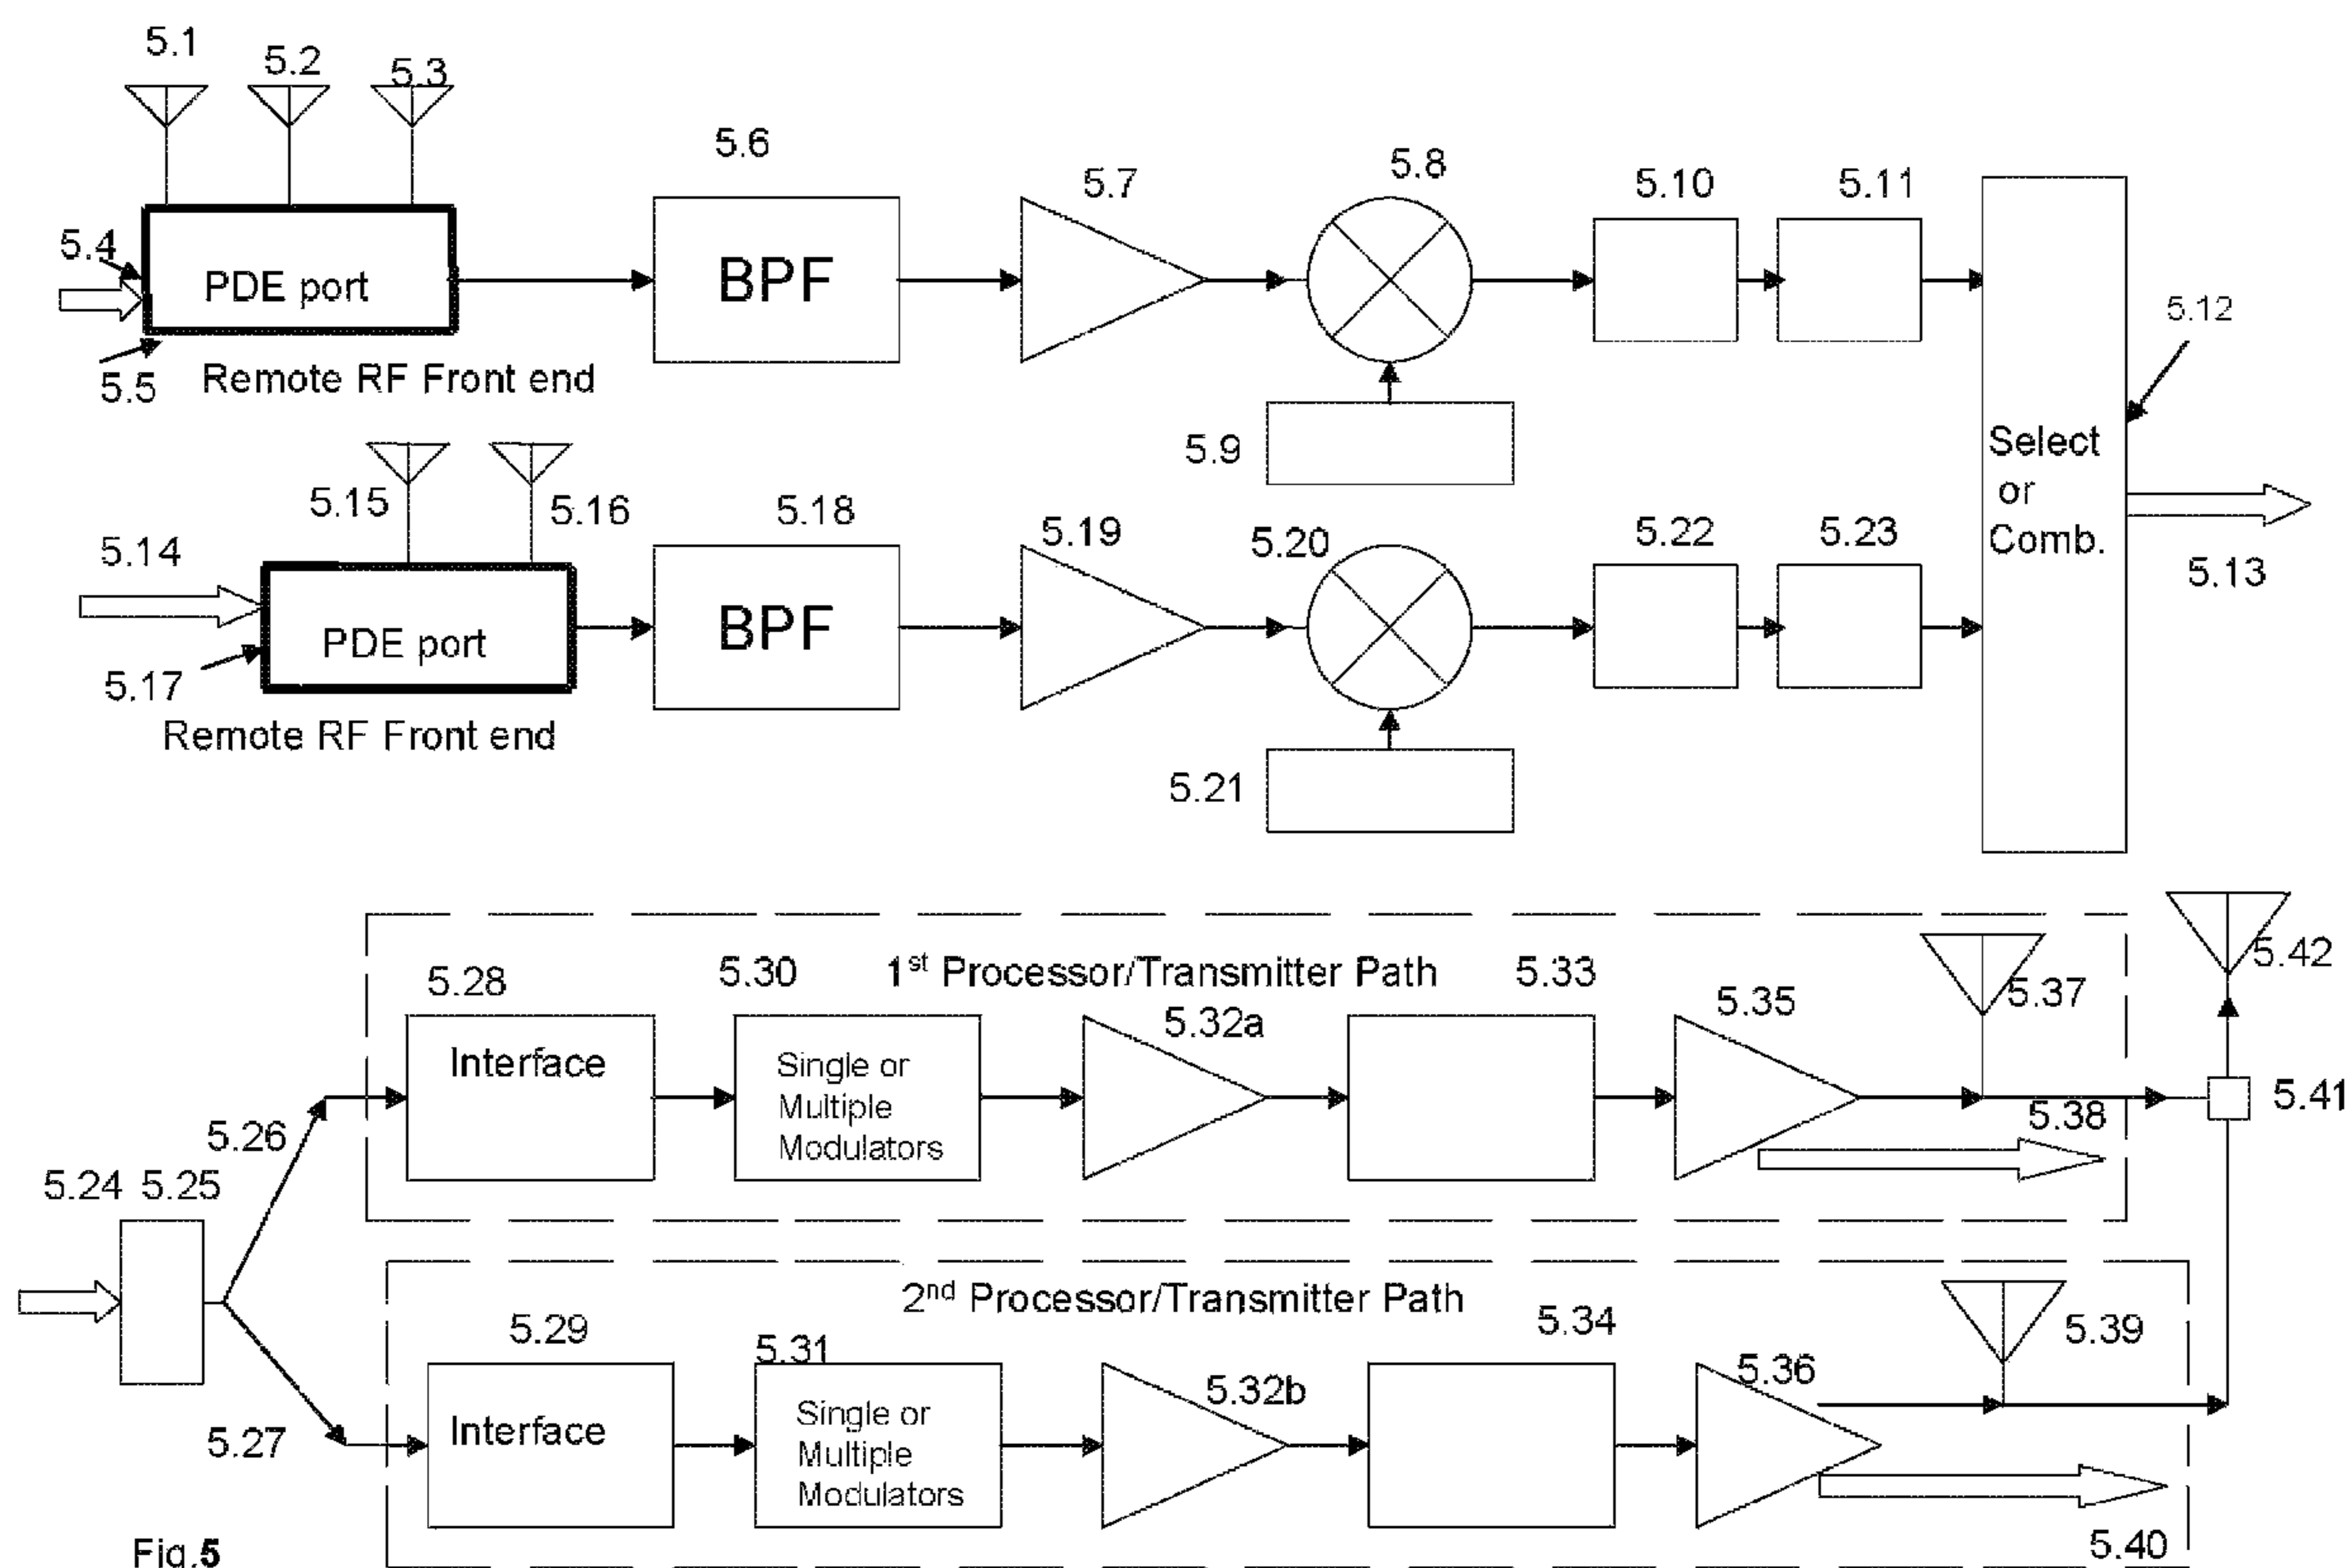 5.1
5.2
5.3
5.6
5.7
5.8
5.10
5.11
5.4
PDE port
BPF
5.12
5.5
Remote RF Front end
5.9
Select
or
Comb.
5.15
5.16
5.18
5.19
5.20
5.22
5.23
5.14
5.13
PDE port
BPF
5.17
Remote RF Front end
5.21
1st Processor/Transmitter Path
5.28
5.30
5.33
5.42
5.35
5.37
5.32a
Interface
Single or
Multiple
Modulators
5.41
5.38
5.26
5.24
5.25
2nd Processor/Transmitter Path
5.29
5.31
5.34
5.39
5.36
5.32b
Interface
Single or
Multiple
Modulators
5.27
5.40
Fig.5